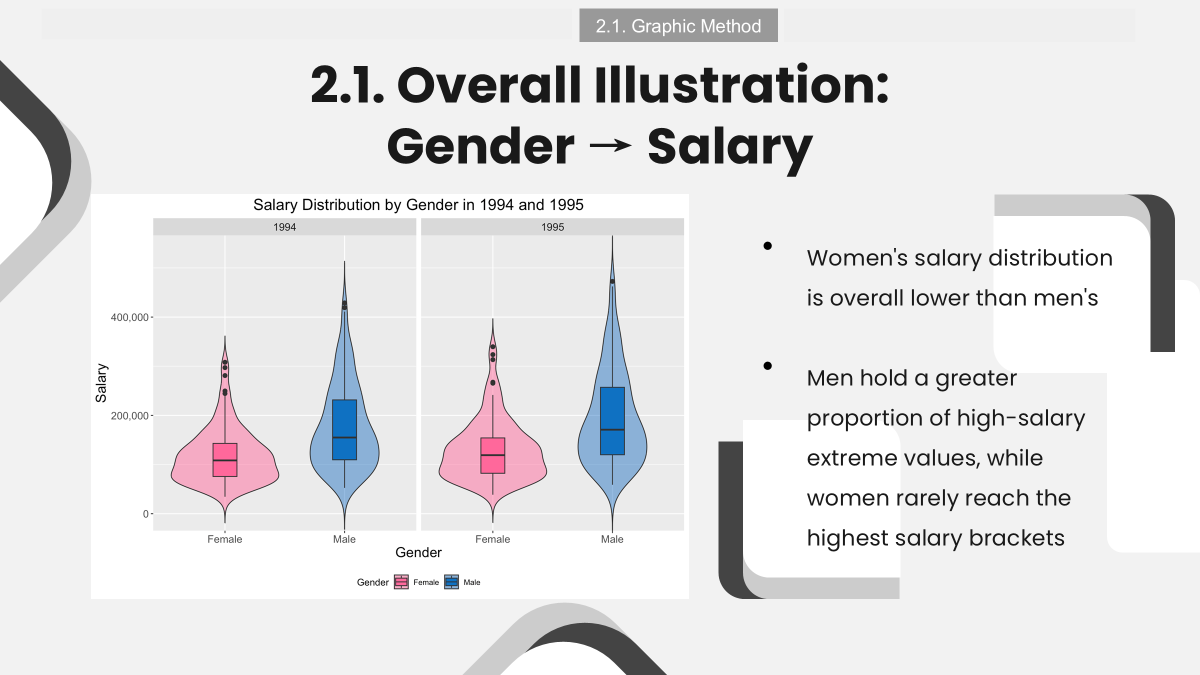 2.1. Graphic Method
2.1. Overall Illustration:
Gender → Salary
Salary Distribution by Gender in 1994 and 1995
1994
1995
Salary
400,000
200,000
0
Female
Male
Female
Male
Gender
Gender
Female
Male
• Women's salary distribution
is overall lower than men's
• Men hold a greater
proportion of high-salary
extreme values, while
women rarely reach the
highest salary brackets